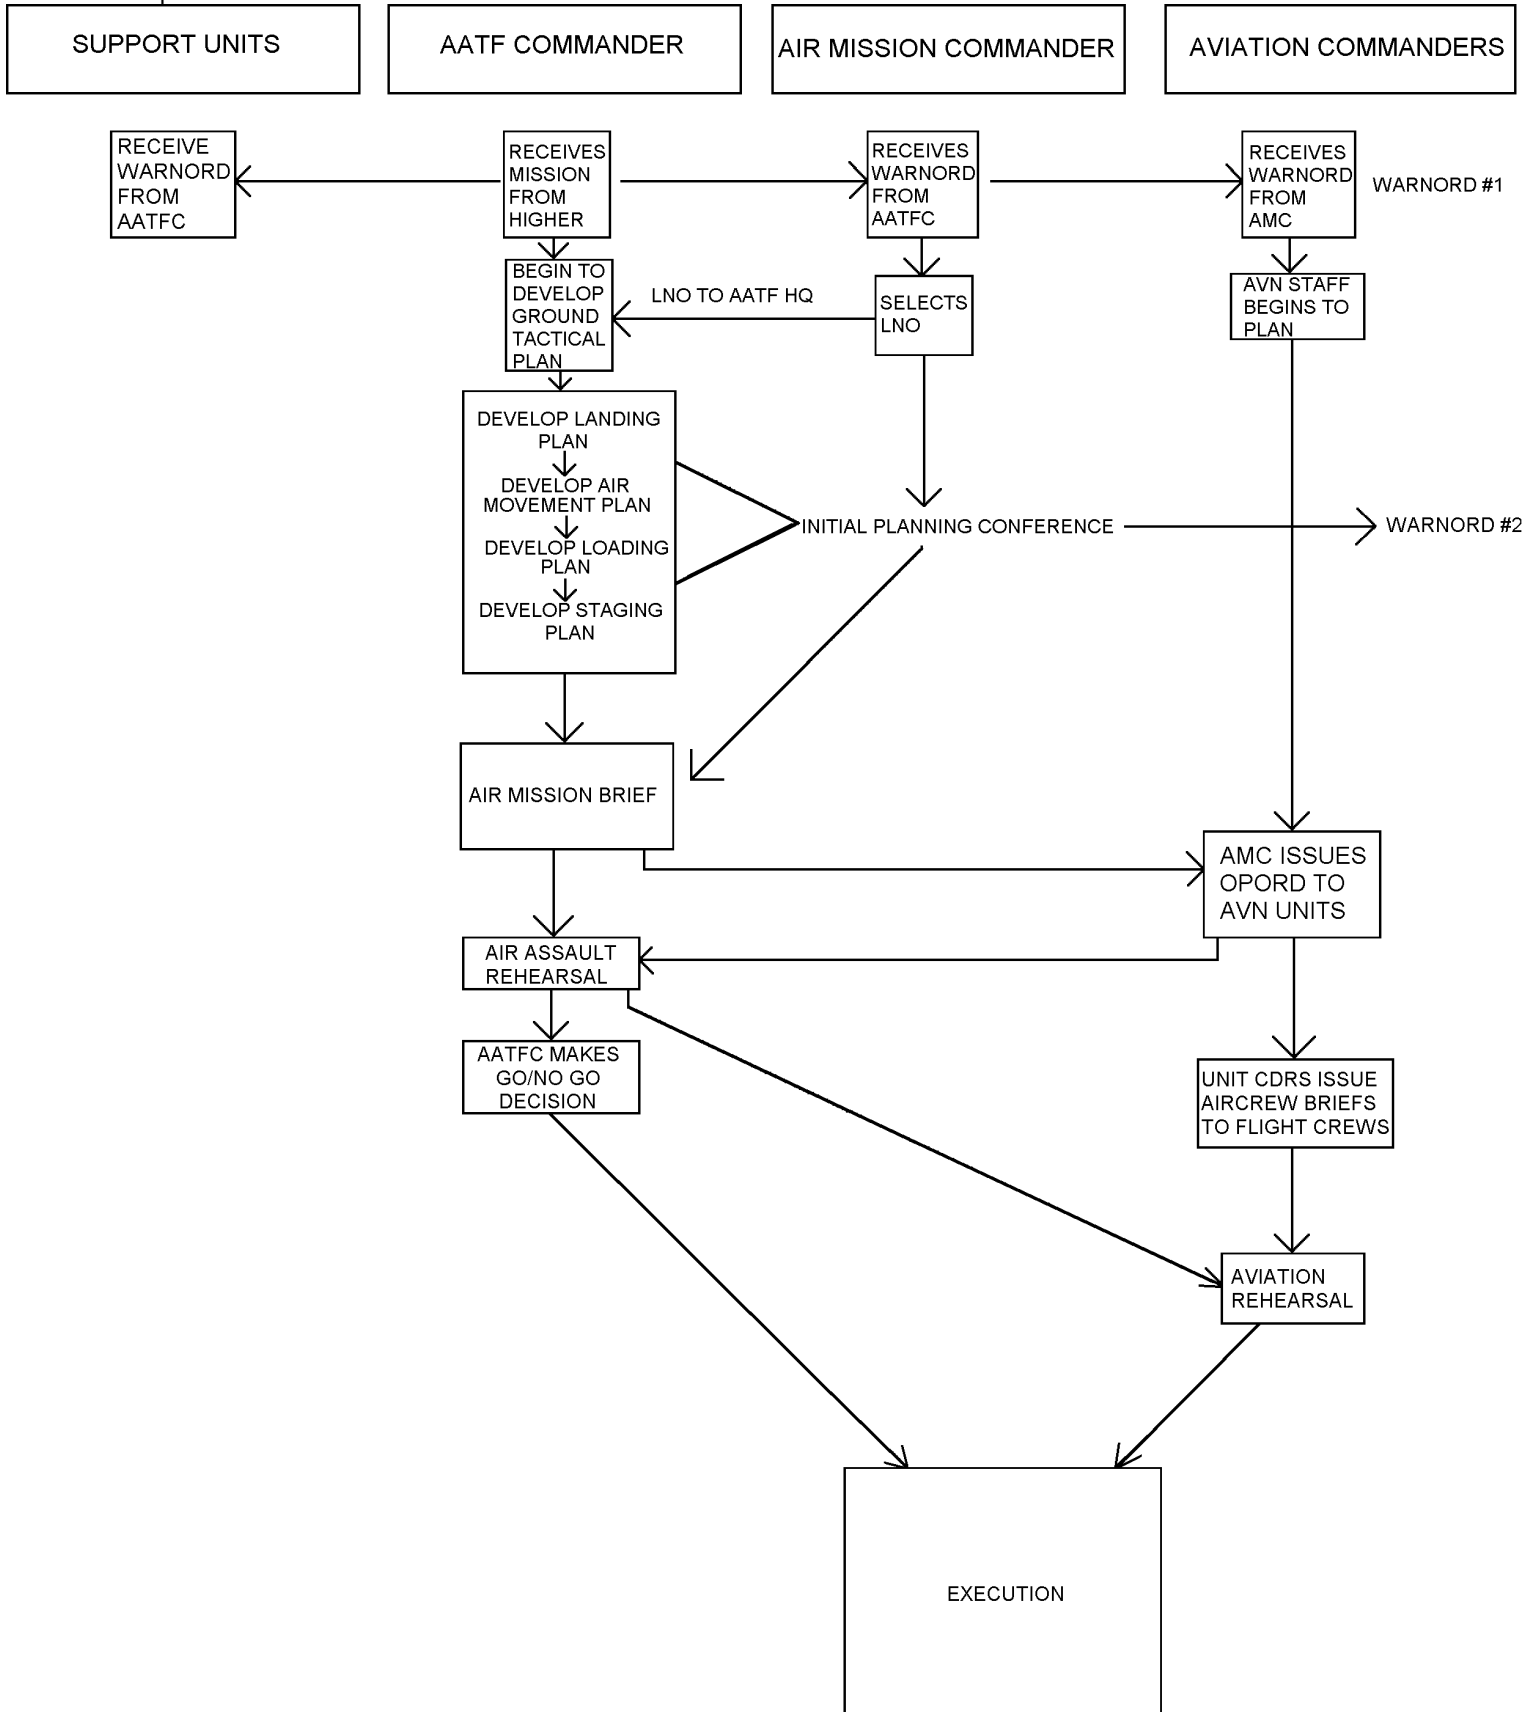 SUPPORT UNITS
AATF COMMANDER
AIR MISSION COMMANDER
AVIATION COMMANDERS
RECEIVE
WARNORD
FROM
AATFC
RECEIVES
MISSION
FROM
HIGHER
RECEIVES
WARNORD
FROM
AATFC
RECEIVES
WARNORD
FROM
AMC
WARNORD #1
BEGIN TO
DEVELOP
GROUND
TACTICAL
PLAN
LNO TO AATF HQ
SELECTS
LNO
AVN STAFF
BEGINS TO
PLAN
DEVELOP LANDING
PLAN
DEVELOP AIR
MOVEMENT PLAN
DEVELOP LOADING
PLAN
DEVELOP STAGING
PLAN
INITIAL PLANNING CONFERENCE
WARNORD #2
AIR MISSION BRIEF
AMC ISSUES
OPORD TO
AVN UNITS
AIR ASSAULT
REHEARSAL
AATFC MAKES
GO/NO GO
DECISION
UNIT CDRS ISSUE
AIRCREW BRIEFS
TO FLIGHT CREWS
AVIATION
REHEARSAL
EXECUTION